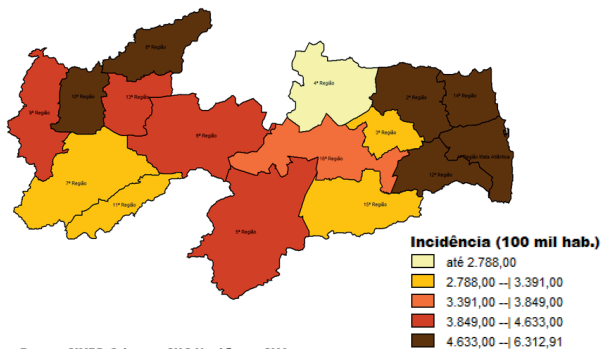 8ª Região
4ª Região
9ª Região
10ª Região
13ª Região
2ª Região
14ª Região
6ª Região
3ª Região
16ª Região
Região Mata Atlântica
7ª Região
12ª Região
11ª Região
15ª Região
5ª Região
Incidência (100 mil hab.)
até 2.788,00
2.788,00 --| 3.391,00
3.391,00 --| 3.849,00
3.849,00 --| 4.633,00
4.633,00 --| 6.312,91